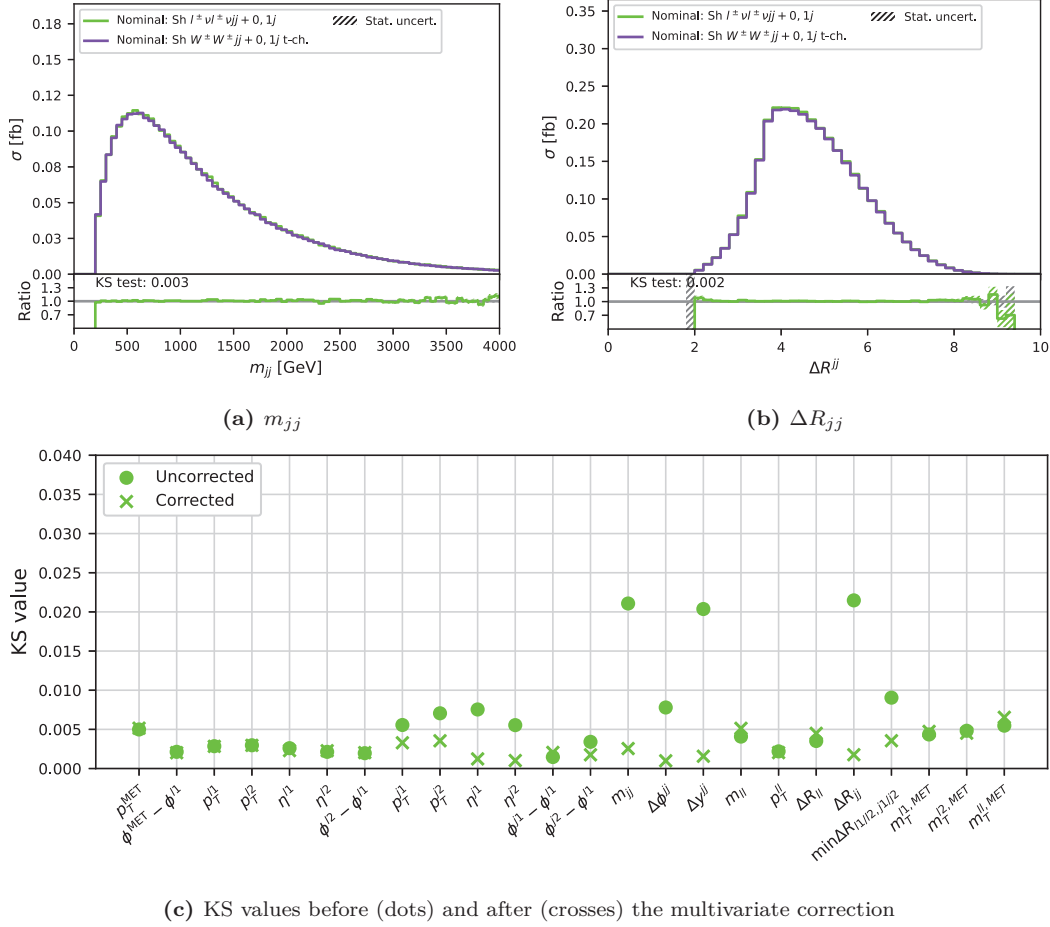 Nominal: Sh l±νl±νjj + 0, 1j
Nominal: Sh W±W±jj + 0, 1j t-ch.
Stat. uncert.
0.18
0.15
0.12
0.10
0.07
0.05
0.03
0.00
σ [fb]
KS test: 0.003
1.3
1.0
0.7
Ratio
0 500 1000 1500 2000 2500 3000 3500 4000
m_jj [GeV]
(a) m_jj
Nominal: Sh l±νl±νjj + 0, 1j
Nominal: Sh W±W±jj + 0, 1j t-ch.
Stat. uncert.
0.35
0.30
0.25
0.20
0.15
0.10
0.05
0.00
σ [fb]
KS test: 0.002
1.3
1.0
0.7
Ratio
0 2 4 6 8 10
ΔR^jj
(b) ΔR_jj
Uncorrected
Corrected
0.040
0.035
0.030
0.025
0.020
0.015
0.010
0.005
0.000
KS value
p_T^MET
ϕ^MET − ϕ^l1
p_T^l1
p_T^l2
η^l1
η^l2
ϕ^l2 − ϕ^l1
p_T^j1
p_T^j2
η^j1
η^j2
ϕ^j1 − ϕ^l1
ϕ^j2 − ϕ^l1
m_jj
Δϕ^jj
Δy^jj
m_ll
p_T^ll
ΔR_ll
ΔR_jj
minΔR_l1/l2, j1/j2
m_T^l1, MET
m_T^l2, MET
m_T^ll, MET
(c) KS values before (dots) and after (crosses) the multivariate correction